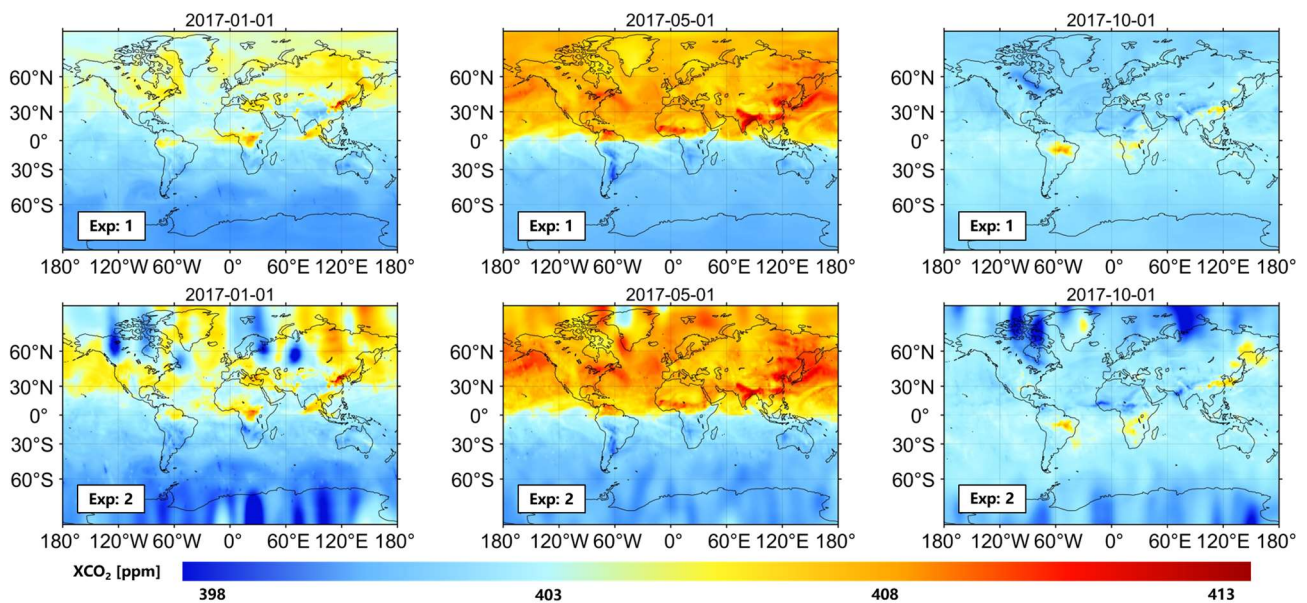 2017-01-01 2017-05-01 2017-10-01
60°N 60°N 60°N
30°N 30°N 30°N
0° 0° 0°
30°S 30°S 30°S
60°S 60°S 60°S
Exp: 1 Exp: 1 Exp: 1
180° 120°W 60°W 0° 60°E 120°E 180° 180° 120°W 60°W 0° 60°E 120°E 180° 180° 120°W 60°W 0° 60°E 120°E 180°
2017-01-01 2017-05-01 2017-10-01
60°N 60°N 60°N
30°N 30°N 30°N
0° 0° 0°
30°S 30°S 30°S
60°S 60°S 60°S
Exp: 2 Exp: 2 Exp: 2
180° 120°W 60°W 0° 60°E 120°E 180° 180° 120°W 60°W 0° 60°E 120°E 180° 180° 120°W 60°W 0° 60°E 120°E 180°
XCO₂ [ppm]
398 403 408 413